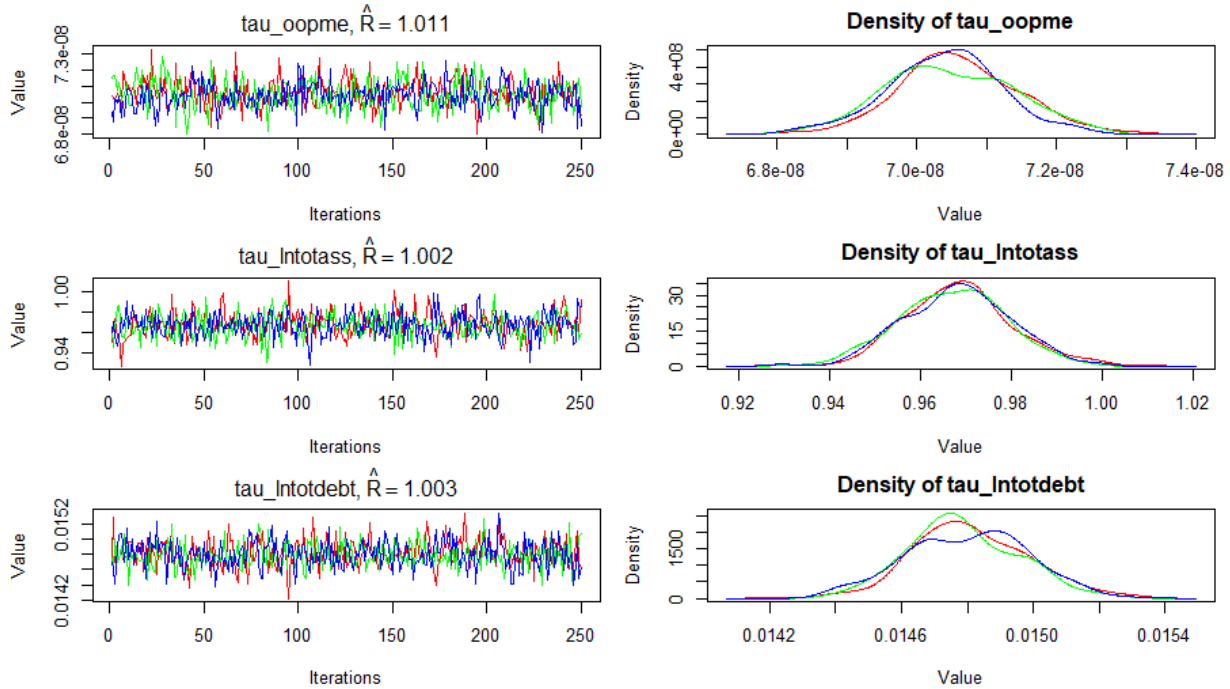 tau_oopme, R̂ = 1.011
Value
6.8e-08 7.3e-08
0 50 100 150 200 250
Iterations
Density of tau_oopme
Density
0e+00 4e+08
6.8e-08 7.0e-08 7.2e-08 7.4e-08
Value
tau_lntotass, R̂ = 1.002
Value
0.94 1.00
0 50 100 150 200 250
Iterations
Density of tau_lntotass
Density
0 15 30
0.92 0.94 0.96 0.98 1.00 1.02
Value
tau_lntotdebt, R̂ = 1.003
Value
0.0142 0.0152
0 50 100 150 200 250
Iterations
Density of tau_lntotdebt
Density
0 1500
0.0142 0.0146 0.0150 0.0154
Value